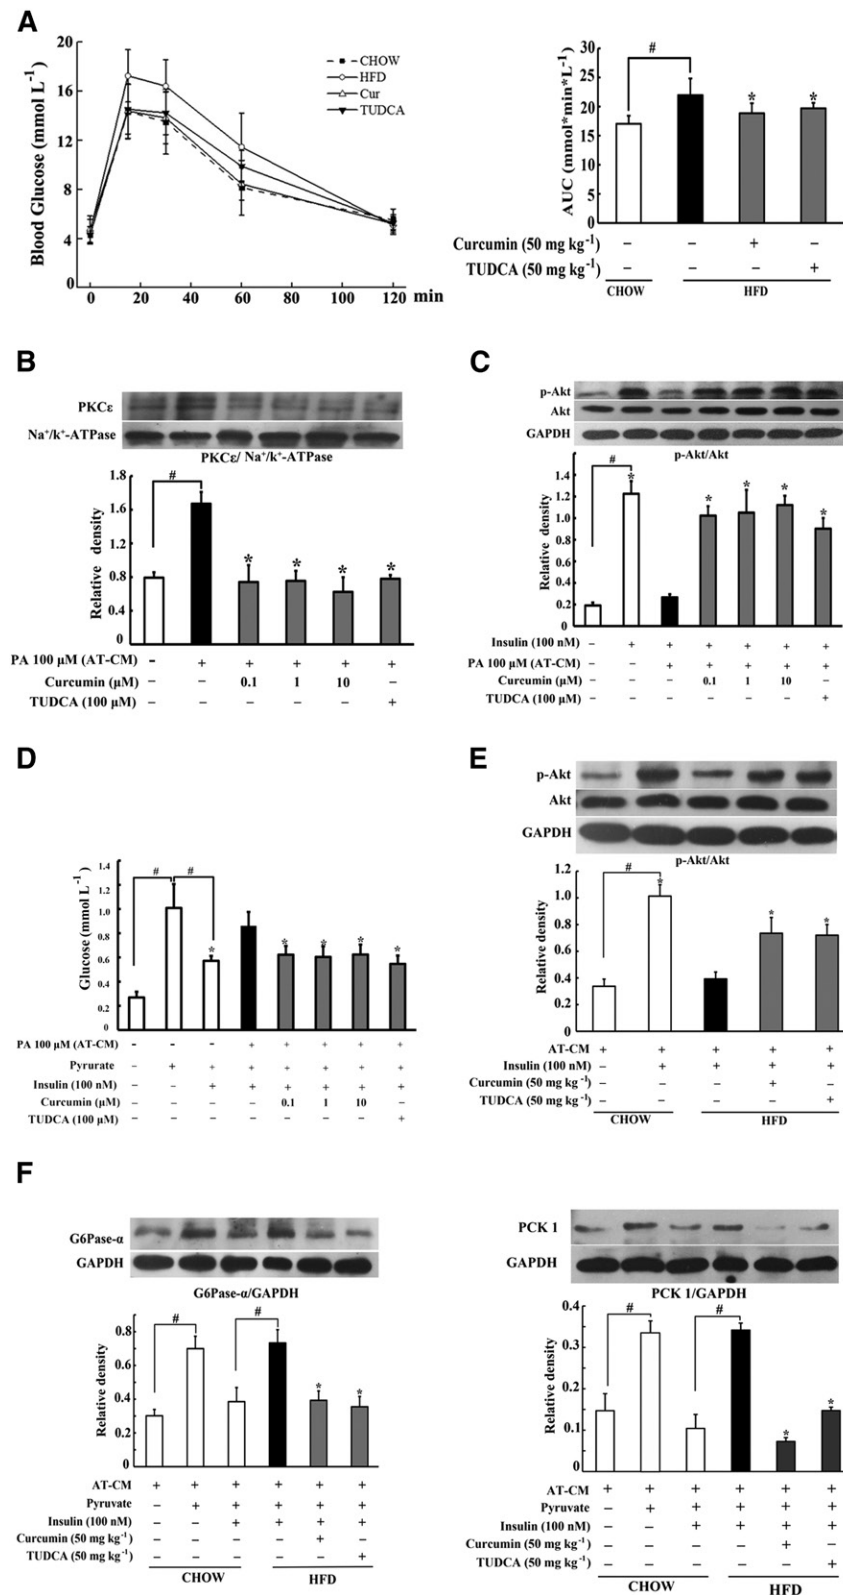 A
Blood Glucose (mmol L-1)
20
16
12
8
4
0
0 20 40 60 80 100 120 min
CHOW
HFD
Cur
TUDCA
AUC (mmol*min*L-1)
30
25
20
15
10
5
0
#
* *
Curcumin (50 mg kg-1) – – + –
TUDCA (50 mg kg-1) – – – +
CHOW HFD
B
PKCε
Na+/k+-ATPase
PKCε/ Na+/k+-ATPase
Relative density
1.8
1.6
1.2
0.8
0.4
0
#
* * * *
PA 100 μM (AT-CM) – + + + + +
Curcumin (μM) – – 0.1 1 10 –
TUDCA (100 μM) – – – – – +
C
p-Akt
Akt
GAPDH
p-Akt/Akt
Relative density
1.5
1.4
1.2
1.0
0.8
0.6
0.4
0.2
0
#
* * * * *
Insulin (100 nM) – + + + + + +
PA 100 μM (AT-CM) – – + + + + +
Curcumin (μM) – – – 0.1 1 10 –
TUDCA (100 μM) – – – – – – +
D
Glucose (mmol L-1)
1.4
1.2
1.0
0.8
0.6
0.4
0.2
0
# #
* * * * *
PA 100 μM (AT-CM) – – – + + + + +
Pyrurate – + + + + + + +
Insulin (100 nM) – – + + + + + +
Curcumin (μM) – – – – 0.1 1 10 –
TUDCA (100 μM) – – – – – – – +
E
p-Akt
Akt
GAPDH
p-Akt/Akt
Relative density
1.2
1.0
0.8
0.6
0.4
0.2
0
#
* * *
AT-CM + + + + +
Insulin (100 nM) – + + + +
Curcumin (50 mg kg-1) – – – + –
TUDCA (50 mg kg-1) – – – – +
CHOW HFD
F
G6Pase-α
GAPDH
G6Pase-α/GAPDH
Relative density
0.8
0.6
0.4
0.2
0
# #
* *
AT-CM + + + + + +
Pyruvate – + + + + +
Insulin (100 nM) – – + + + +
Curcumin (50 mg kg-1) – – – – + –
TUDCA (50 mg kg-1) – – – – – +
CHOW HFD
PCK 1
GAPDH
PCK 1/GAPDH
Relative density
0.4
0.3
0.2
0.1
0
# #
* *
AT-CM + + + + + +
Pyruvate – + + + + +
Insulin (100 nM) – – + + + +
Curcumin (50 mg kg-1) – – – – + –
TUDCA (50 mg kg-1) – – – – – +
CHOW HFD